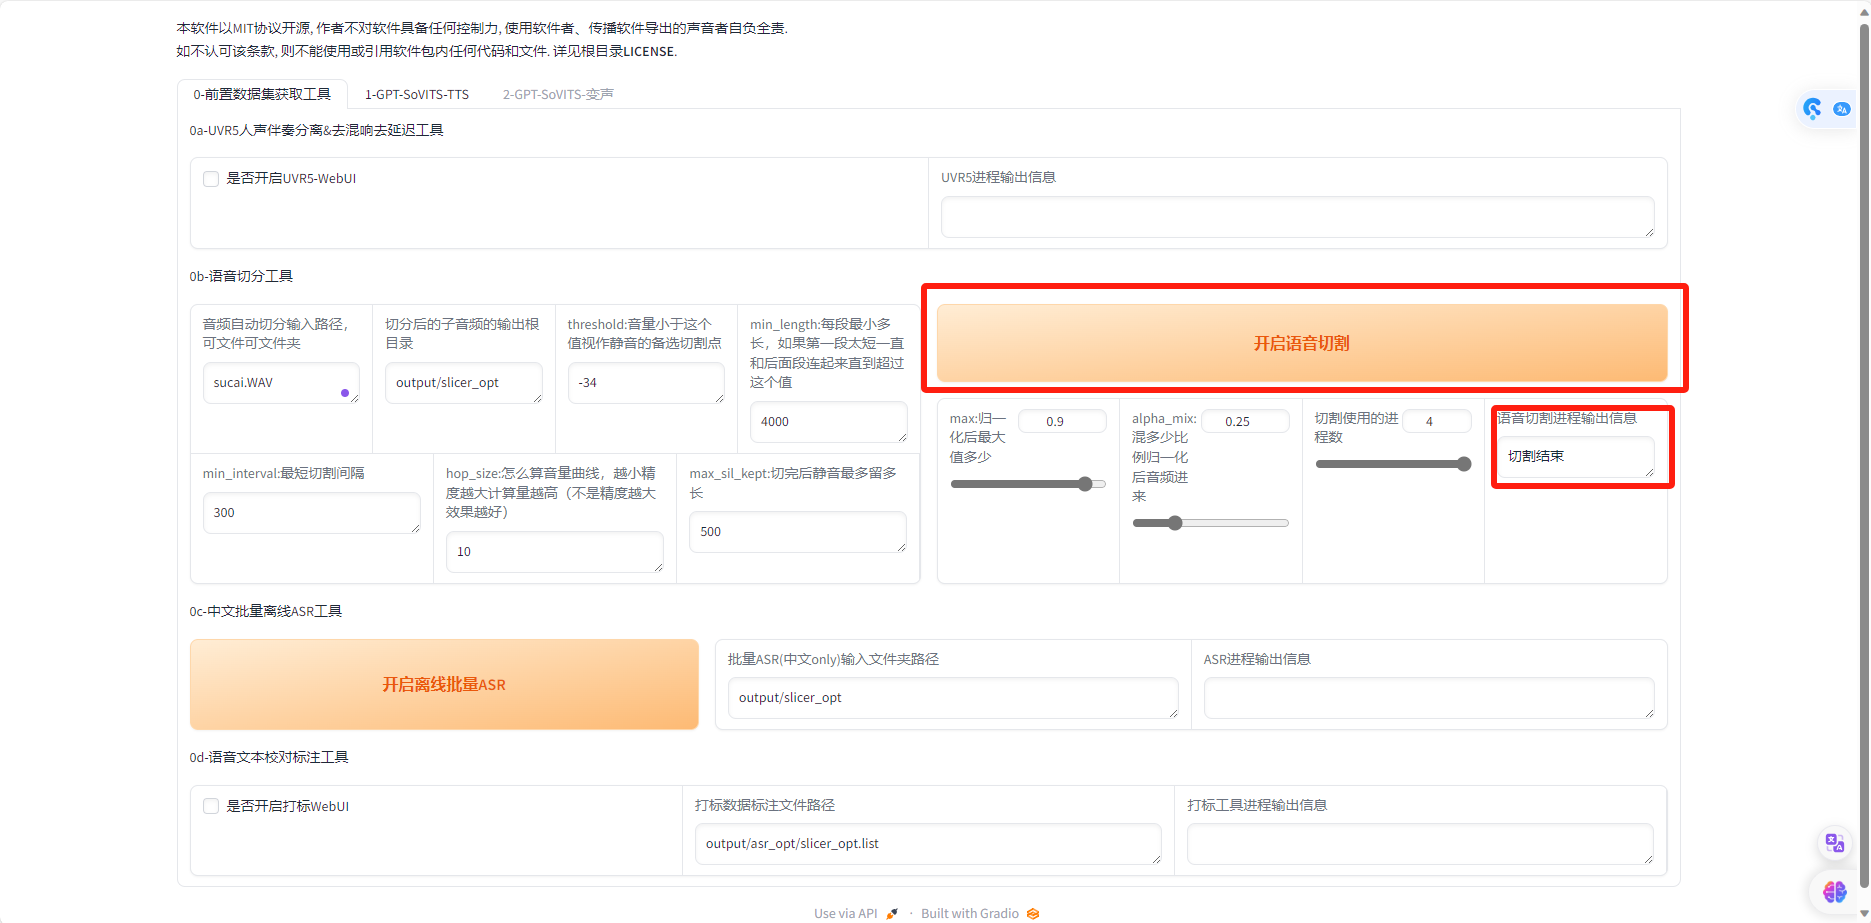 本软件以MIT协议开源, 作者不对软件具备任何控制力, 使用软件者、传播软件导出的声音者自负全责.
如不认可该条款, 则不能使用或引用软件包内任何代码和文件. 详见根目录LICENSE.
0-前置数据集获取工具
1-GPT-SoVITS-TTS
2-GPT-SoVITS-变声
0a-UVR5人声伴奏分离&去混响去延迟工具
是否开启UVR5-WebUI
UVR5进程输出信息
0b-语音切分工具
音频自动切分输入路径，
可文件可文件夹
sucai.WAV
切分后的子音频的输出根
目录
output/slicer_opt
threshold:音量小于这个
值视作静音的备选切割点
-34
min_length:每段最小多
长，如果第一段太短一直
和后面段连起来直到超过
这个值
4000
min_interval:最短切割间隔
300
hop_size:怎么算音量曲线，越小精
度越大计算量越高（不是精度越大
效果越好）
10
max_sil_kept:切完后静音最多留多
长
500
开启语音切割
max:归一
化后最大
值多少
0.9
alpha_mix:
混多少比
例归一化
后音频进
来
0.25
切割使用的进
程数
4
语音切割进程输出信息
切割结束
0c-中文批量离线ASR工具
开启离线批量ASR
批量ASR(中文only)输入文件夹路径
output/slicer_opt
ASR进程输出信息
0d-语音文本校对标注工具
是否开启打标WebUI
打标数据标注文件路径
output/asr_opt/slicer_opt.list
打标工具进程输出信息
Use via API · Built with Gradio